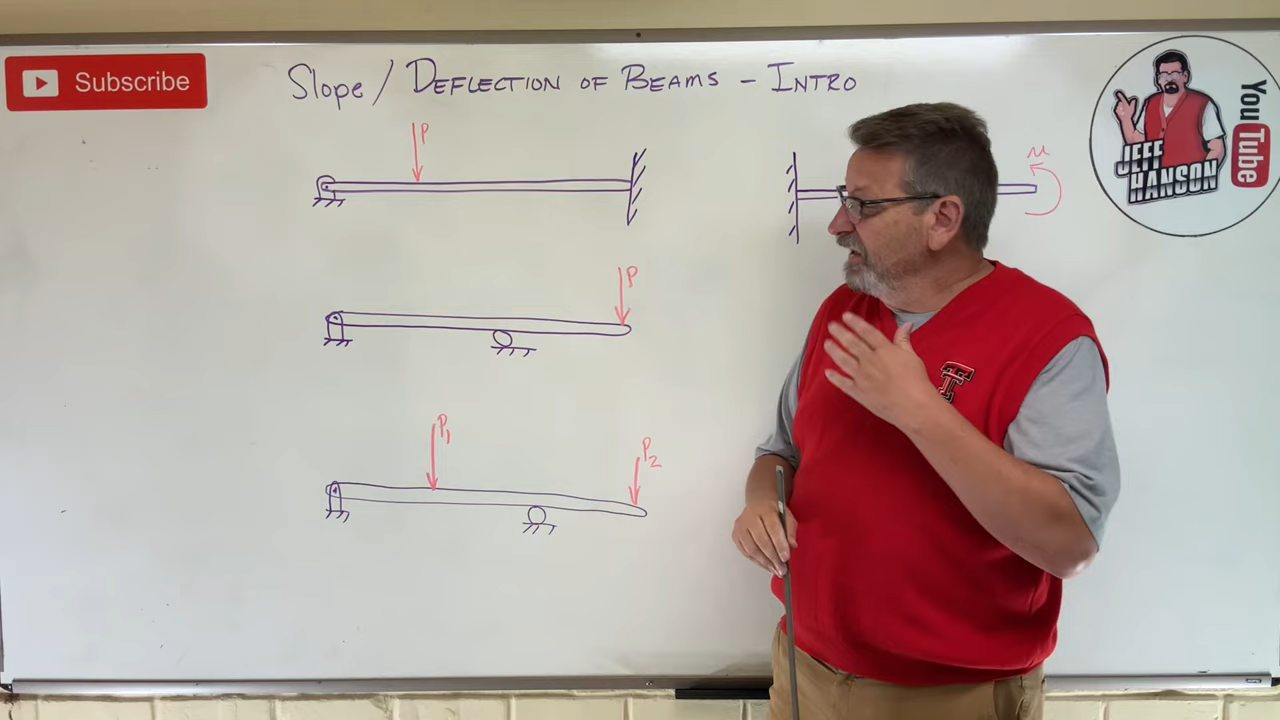 Subscribe
Slope / DEFLECTION OF BEAMS - INTRO
P
M
P
P1
P2
T
JEFF
HANSON
YouTube